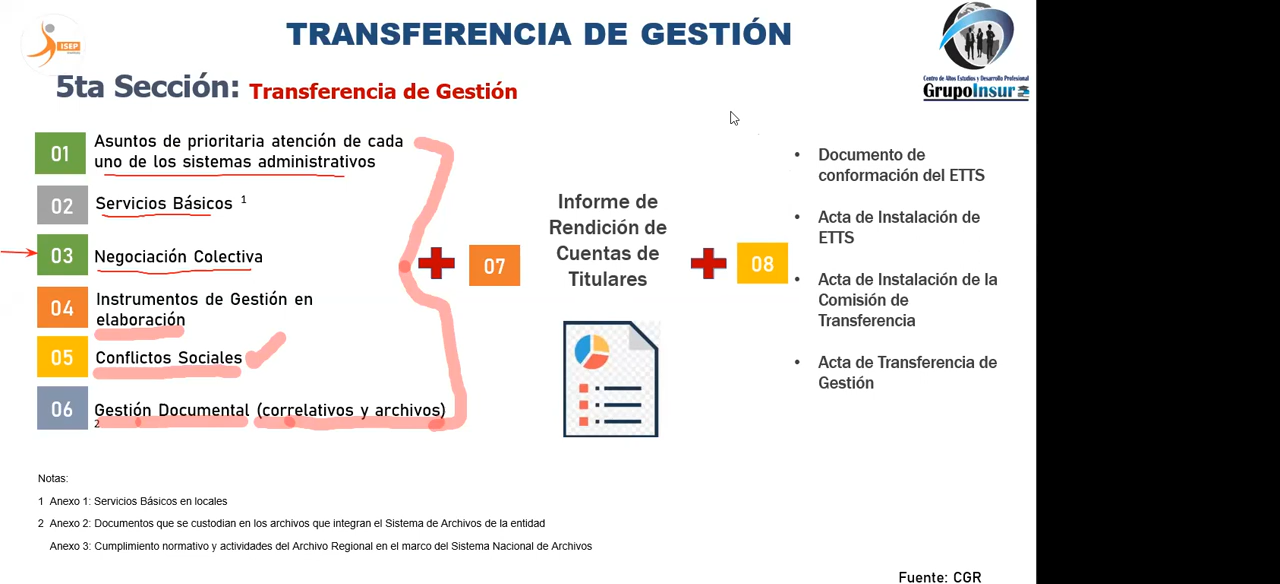 TRANSFERENCIA DE GESTIÓN
ISEP
Centro de Altos Estudios y Desarrollo Profesional
GrupoInsur
5ta Sección: Transferencia de Gestión
01
Asuntos de prioritaria atención de cada
uno de los sistemas administrativos
02
Servicios Básicos 1
03
Negociación Colectiva
04
Instrumentos de Gestión en
elaboración
05
Conflictos Sociales
06
Gestión Documental (correlativos y archivos)
2
07
Informe de
Rendición de
Cuentas de
Titulares
08
• Documento de
conformación del ETTS
• Acta de Instalación de
ETTS
• Acta de Instalación de la
Comisión de
Transferencia
• Acta de Transferencia de
Gestión
Notas:
1 Anexo 1: Servicios Básicos en locales
2 Anexo 2: Documentos que se custodian en los archivos que integran el Sistema de Archivos de la entidad
Anexo 3: Cumplimiento normativo y actividades del Archivo Regional en el marco del Sistema Nacional de Archivos
Fuente: CGR